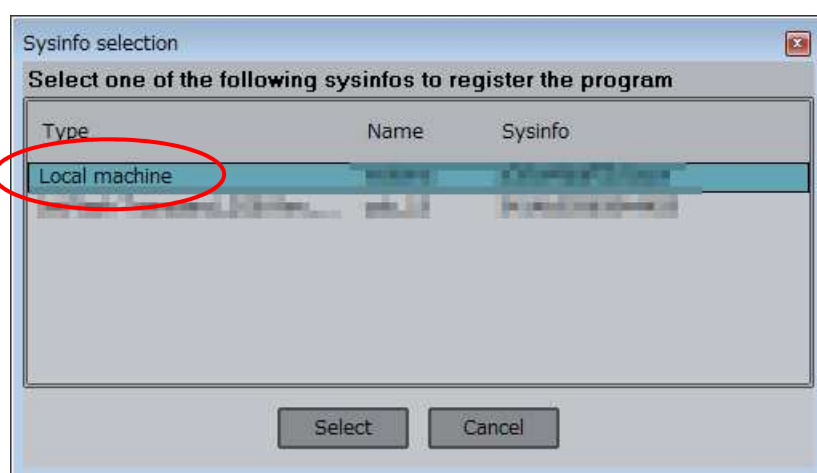 Sysinfo selection
Select one of the following sysinfos to register the program
Type Name Sysinfo
Local machine
Select Cancel